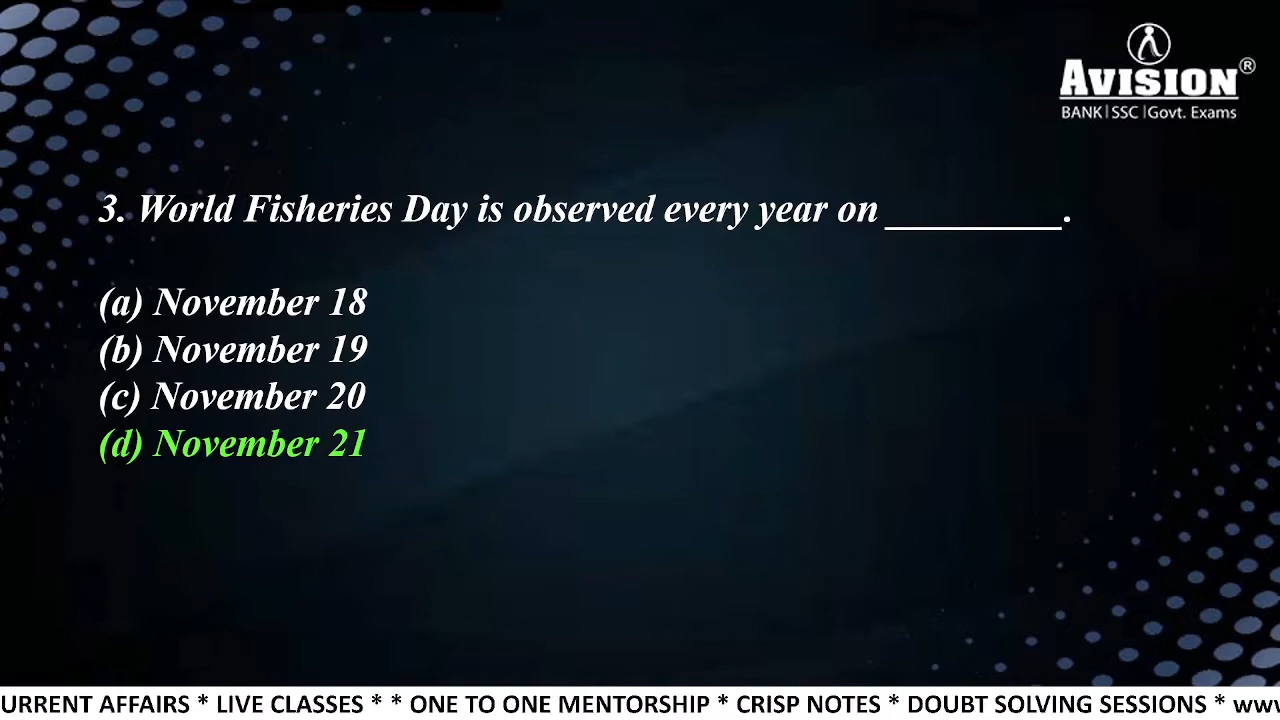 AVISION®
BANK|SSC|Govt. Exams
3. World Fisheries Day is observed every year on _________.
(a) November 18
(b) November 19
(c) November 20
(d) November 21
URRENT AFFAIRS * LIVE CLASSES * * ONE TO ONE MENTORSHIP * CRISP NOTES * DOUBT SOLVING SESSIONS * www